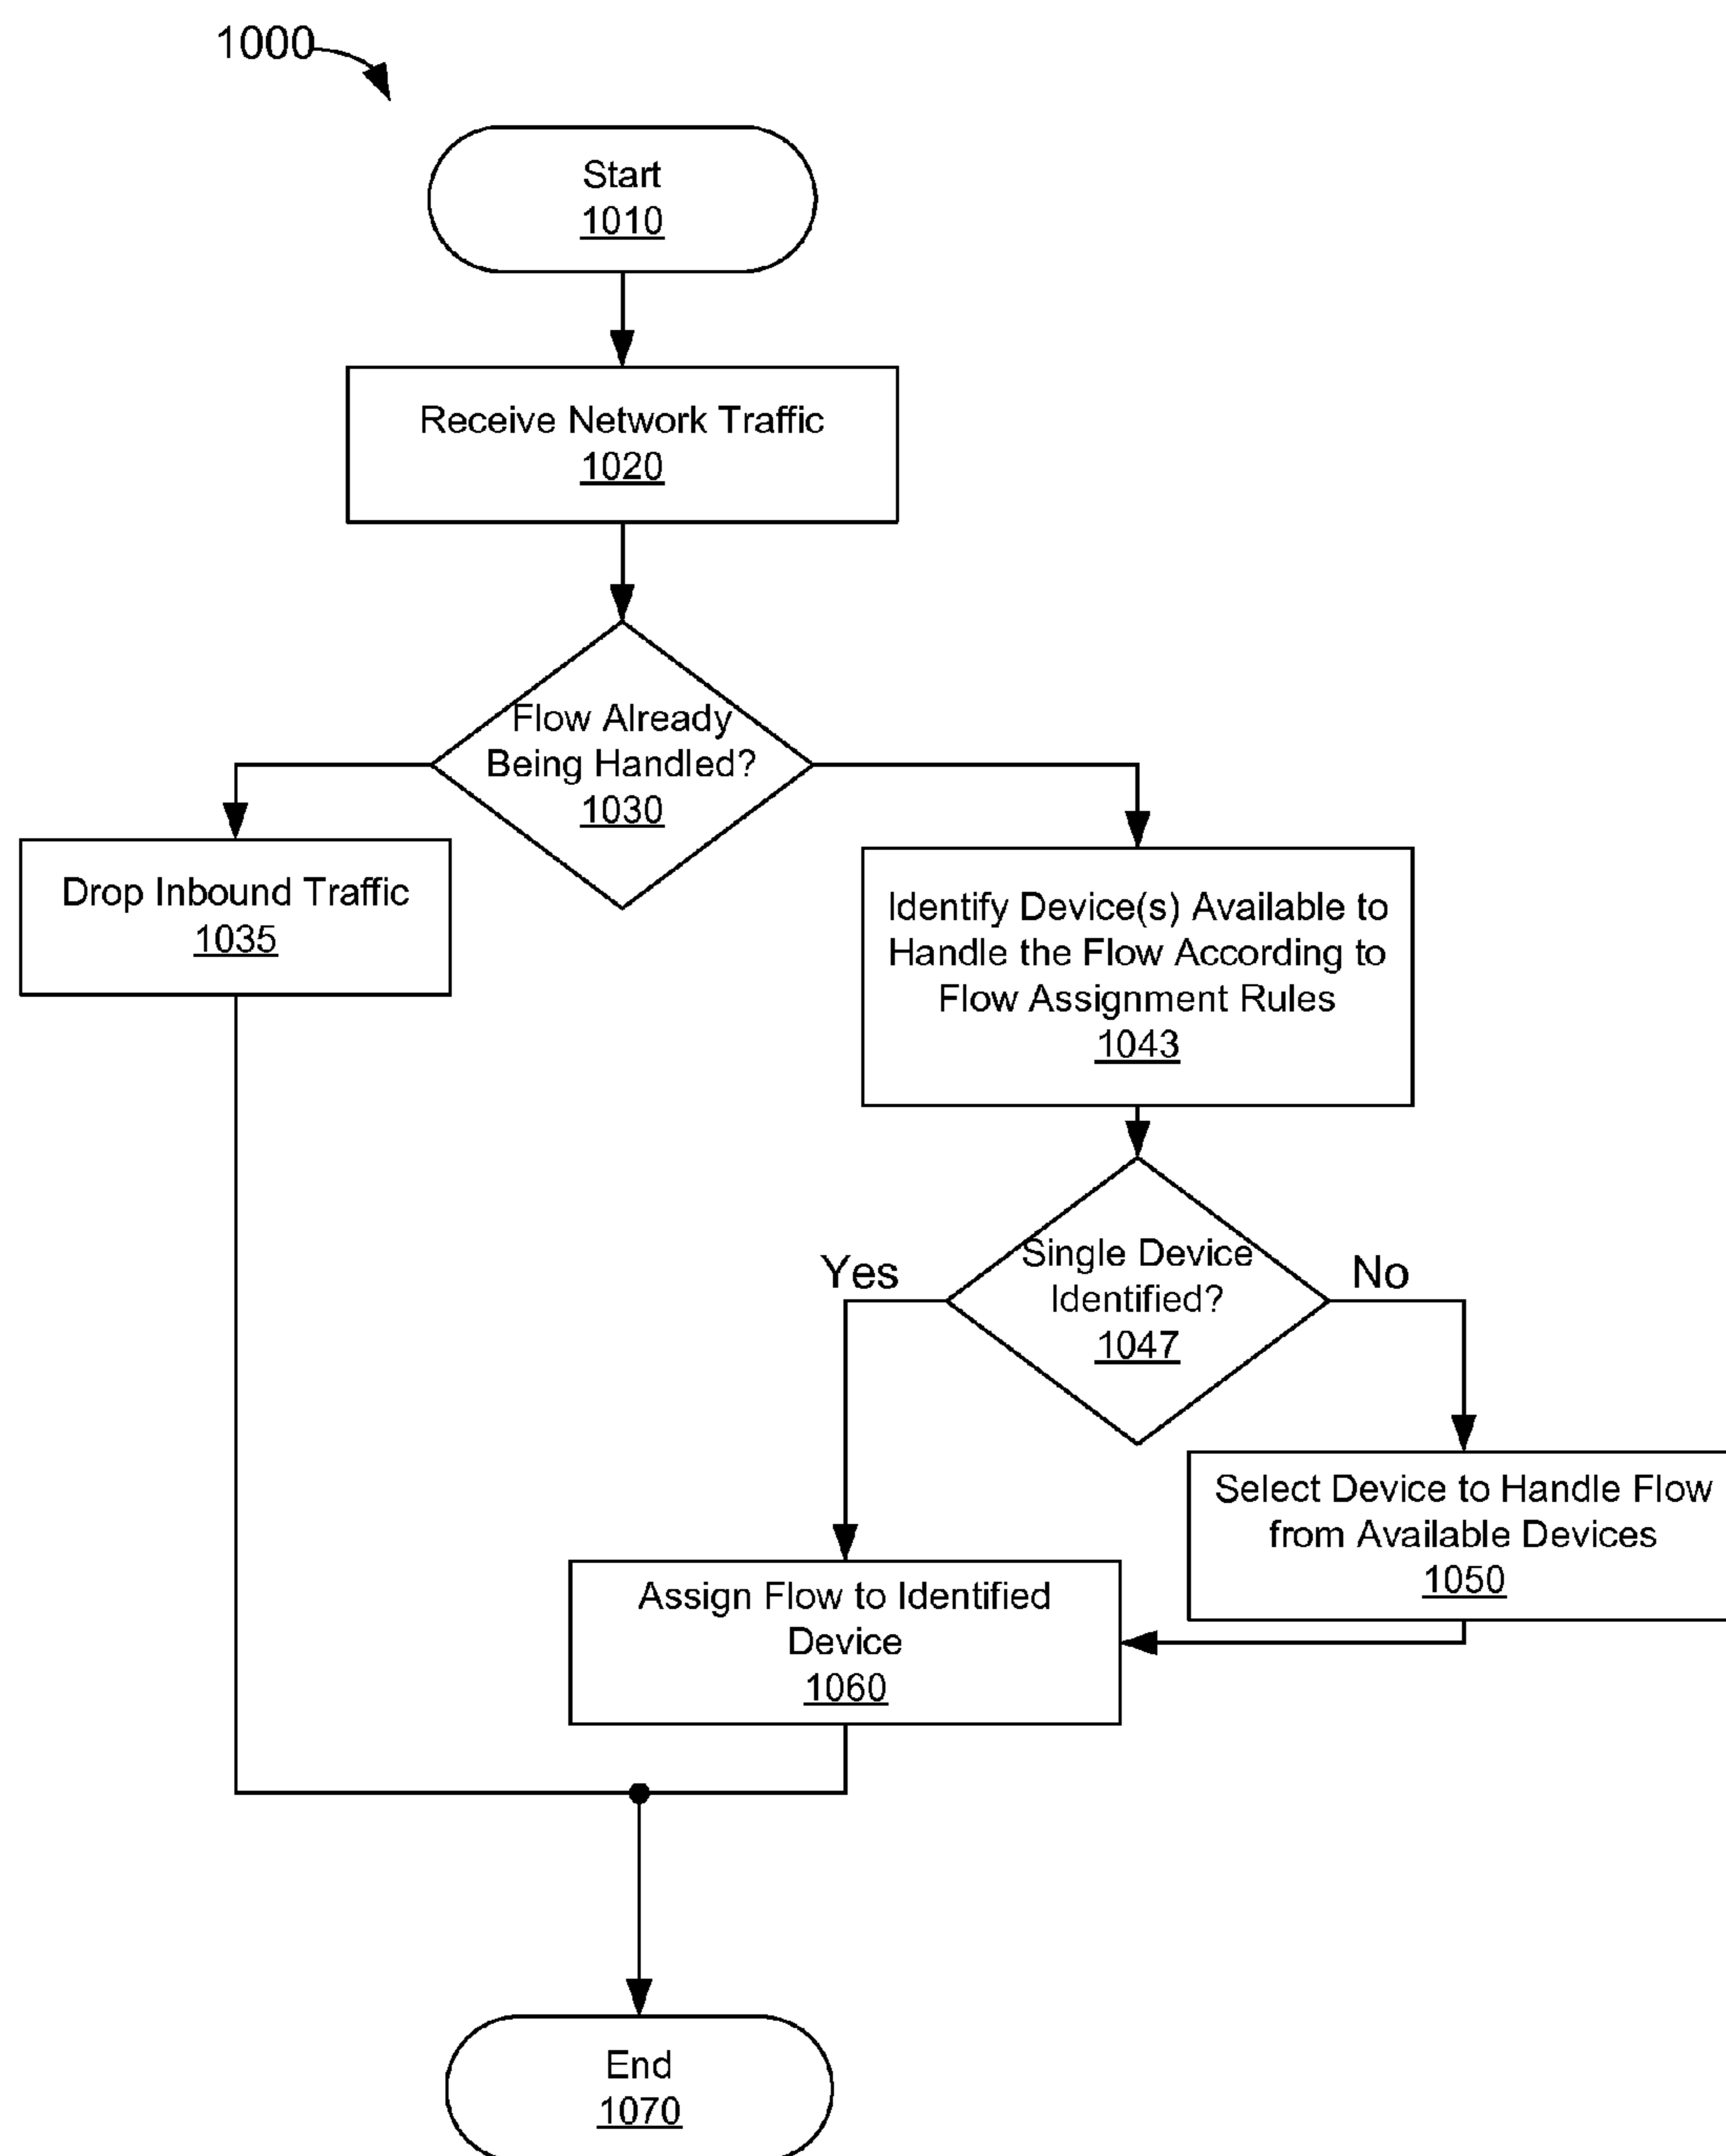 1000
Start
1010
Receive Network Traffic
1020
Flow Already
Being Handled?
1030
Drop Inbound Traffic
1035
Identify Device(s) Available to
Handle the Flow According to
Flow Assignment Rules
1043
Yes
Single Device
Identified?
1047
No
Select Device to Handle Flow
from Available Devices
1050
Assign Flow to Identified
Device
1060
End
1070